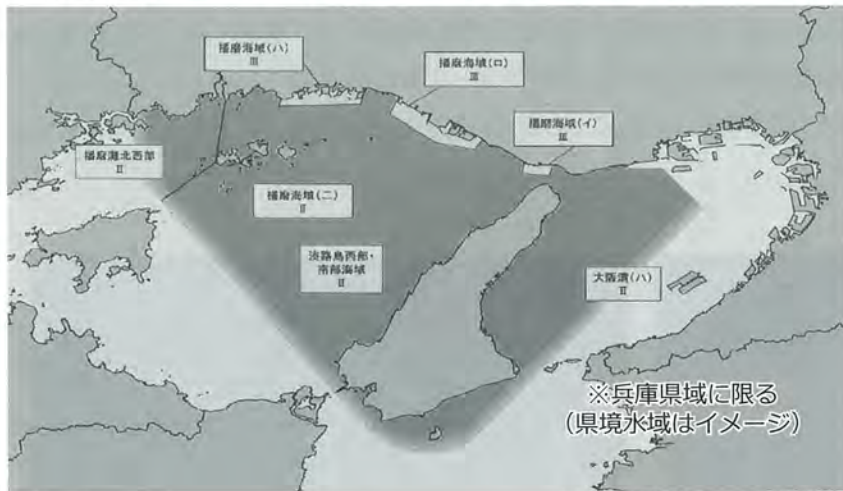 播磨海域(ハ)
Ⅲ
播磨海域(ロ)
Ⅲ
播磨海域(イ)
Ⅲ
播磨灘北西部
Ⅱ
播磨海域(二)
Ⅱ
淡路島西部・
南部海域
Ⅱ
大阪湾(ハ)
Ⅱ
※兵庫県域に限る
(県境水域はイメージ)